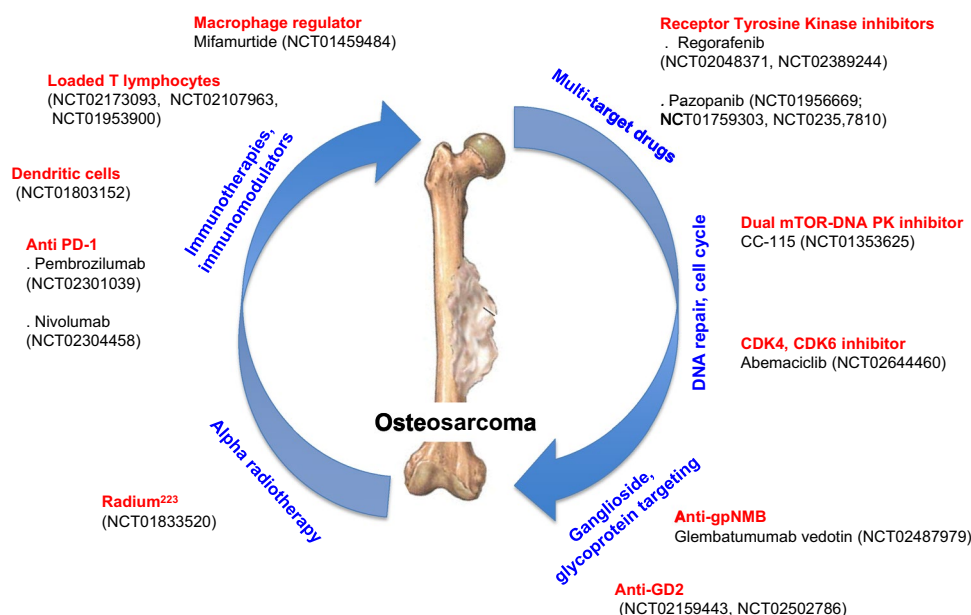 Macrophage regulator
Mifamurtide (NCT01459484)
Loaded T lymphocytes
(NCT02173093, NCT02107963,
NCT01953900)
Dendritic cells
(NCT01803152)
Anti PD-1
. Pembrozilumab
(NCT02301039)
. Nivolumab
(NCT02304458)
Immunotherapies,
immunomodulators
Receptor Tyrosine Kinase inhibitors
. Regorafenib
(NCT02048371, NCT02389244)
. Pazopanib (NCT01956669;
NCT01759303, NCT0235,7810)
Multi-target drugs
Dual mTOR-DNA PK inhibitor
CC-115 (NCT01353625)
DNA repair, cell cycle
CDK4, CDK6 inhibitor
Abemaciclib (NCT02644460)
Osteosarcoma
Alpha radiotherapy
Radium²²³
(NCT01833520)
Ganglioside,
glycoprotein targeting
Anti-gpNMB
Glembatumumab vedotin (NCT02487979)
Anti-GD2
(NCT02159443, NCT02502786)